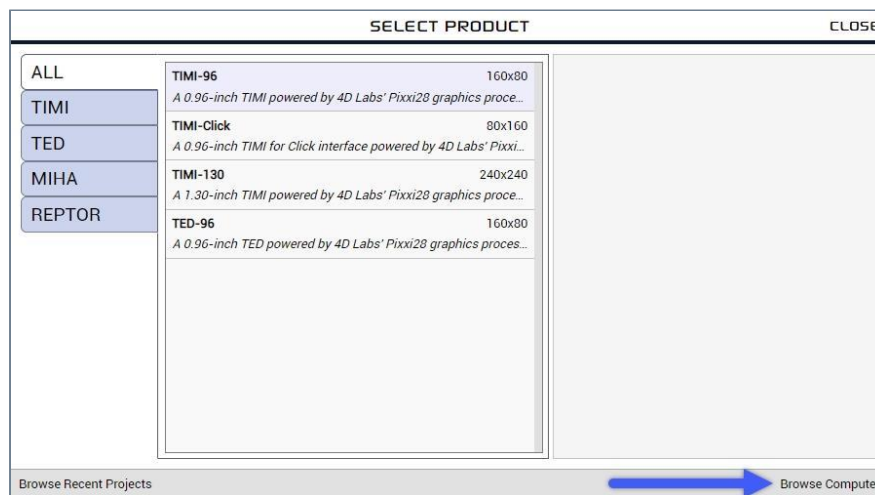 SELECT PRODUCT
CLOSE
ALL
TIMI
TED
MIHA
REPTOR
TIMI-96 160x80
A 0.96-inch TIMI powered by 4D Labs' Pixxi28 graphics proce...
TIMI-Click 80x160
A 0.96-inch TIMI for Click interface powered by 4D Labs' Pixxi...
TIMI-130 240x240
A 1.30-inch TIMI powered by 4D Labs' Pixxi28 graphics proce...
TED-96 160x80
A 0.96-inch TED powered by 4D Labs' Pixxi28 graphics proces...
Browse Recent Projects
Browse Compute